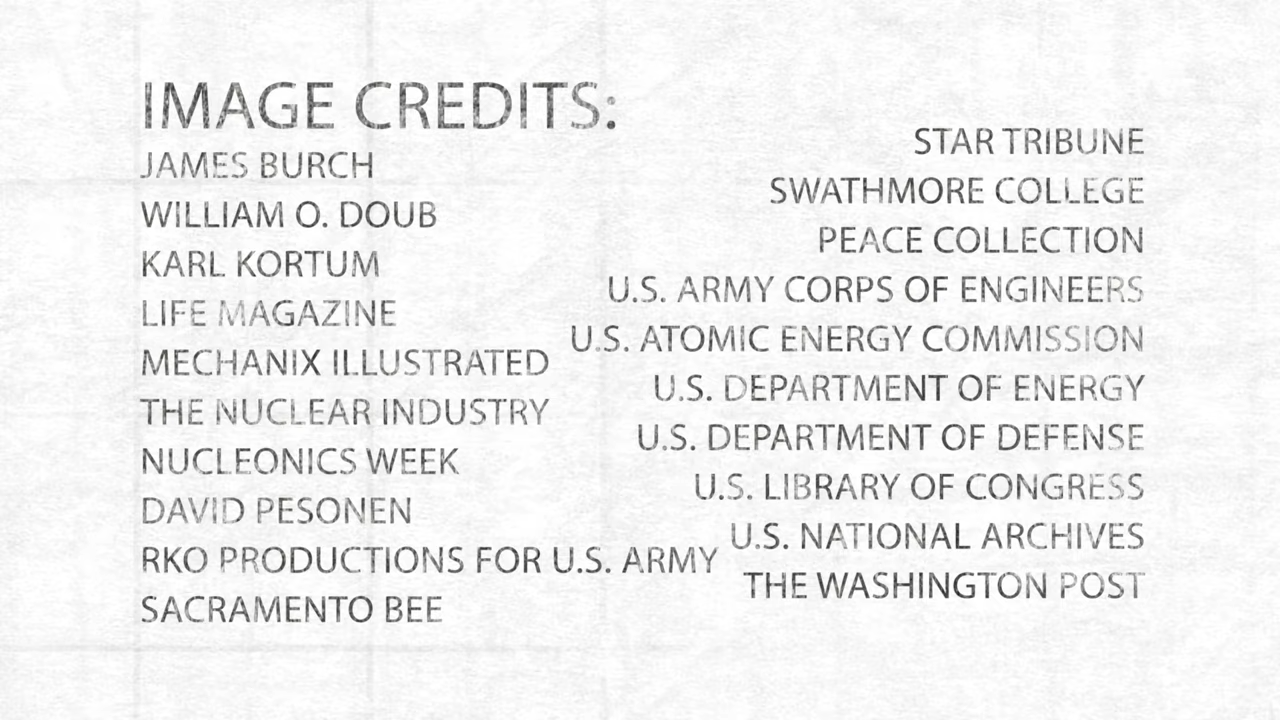 IMAGE CREDITS:
JAMES BURCH
WILLIAM O. DOUB
KARL KORTUM
LIFE MAGAZINE
MECHANIX ILLUSTRATED
THE NUCLEAR INDUSTRY
NUCLEONICS WEEK
DAVID PESONEN
RKO PRODUCTIONS FOR U.S. ARMY
SACRAMENTO BEE
STAR TRIBUNE
SWATHMORE COLLEGE
PEACE COLLECTION
U.S. ARMY CORPS OF ENGINEERS
U.S. ATOMIC ENERGY COMMISSION
U.S. DEPARTMENT OF ENERGY
U.S. DEPARTMENT OF DEFENSE
U.S. LIBRARY OF CONGRESS
U.S. NATIONAL ARCHIVES
THE WASHINGTON POST